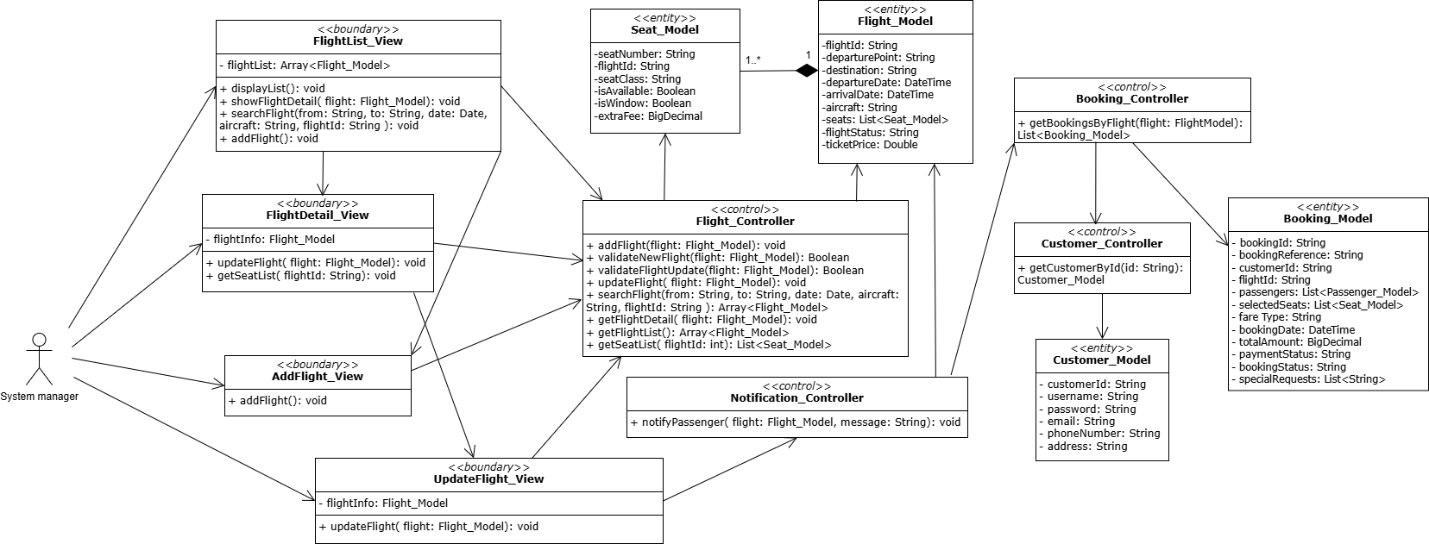 <<boundary>>
FlightList_View
- flightList: Array<Flight_Model>
+ displayList(): void
+ showFlightDetail( flight: Flight_Model): void
+ searchFlight(from: String, to: String, date: Date,
aircraft: String, flightId: String ): void
+ addFlight(): void
<<entity>>
Seat_Model
-seatNumber: String
-flightId: String
-seatClass: String
-isAvailable: Boolean
-isWindow: Boolean
-extraFee: BigDecimal
1..*
1
<<entity>>
Flight_Model
-flightId: String
-departurePoint: String
-destination: String
-departureDate: DateTime
-arrivalDate: DateTime
-aircraft: String
-seats: List<Seat_Model>
-flightStatus: String
-ticketPrice: Double
<<control>>
Booking_Controller
+ getBookingsByFlight(flight: FlightModel):
List<Booking_Model>
<<boundary>>
FlightDetail_View
- flightInfo: Flight_Model
+ updateFlight( flight: Flight_Model): void
+ getSeatList( flightId: String): void
<<control>>
Flight_Controller
+ addFlight(flight: Flight_Model): void
+ validateNewFlight(flight: Flight_Model): Boolean
+ validateFlightUpdate(flight: Flight_Model): Boolean
+ updateFlight( flight: Flight_Model): void
+ searchFlight(from: String, to: String, date: Date, aircraft:
String, flightId: String ): Array<Flight_Model>
+ getFlightDetail( flight: Flight_Model): void
+ getFlightList(): Array<Flight_Model>
+ getSeatList( flightId: int): List<Seat_Model>
<<control>>
Customer_Controller
+ getCustomerById(id: String):
Customer_Model
<<entity>>
Booking_Model
- bookingId: String
- bookingReference: String
- customerId: String
- flightId: String
- passengers: List<Passenger_Model>
- selectedSeats: List<Seat_Model>
- fare Type: String
- bookingDate: DateTime
- totalAmount: BigDecimal
- paymentStatus: String
- bookingStatus: String
- specialRequests: List<String>
System manager
<<boundary>>
AddFlight_View
+ addFlight(): void
<<control>>
Notification_Controller
+ notifyPassenger( flight: Flight_Model, message: String): void
<<entity>>
Customer_Model
- customerId: String
- username: String
- password: String
- email: String
- phoneNumber: String
- address: String
<<boundary>>
UpdateFlight_View
- flightInfo: Flight_Model
+ updateFlight( flight: Flight_Model): void